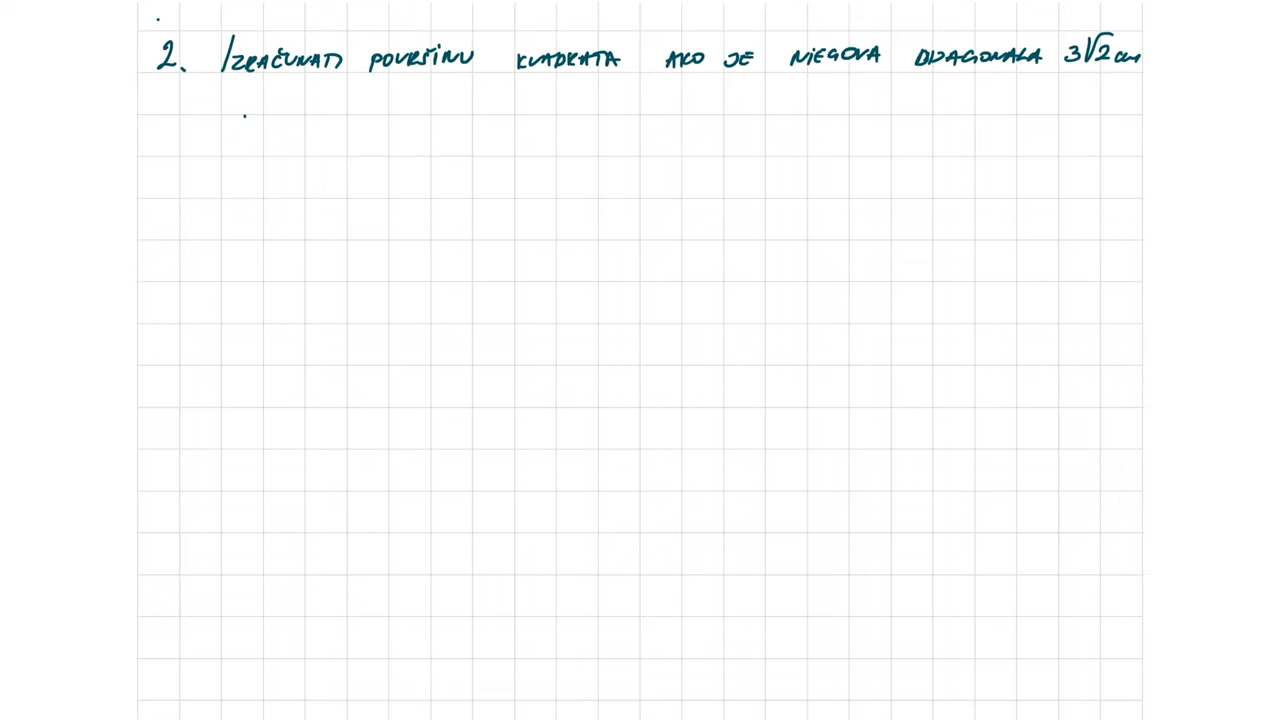 2. IZRAČUNATI POVRŠINU KVADRATA AKO JE NJEGOVA DIJAGONALA 3√2 cm